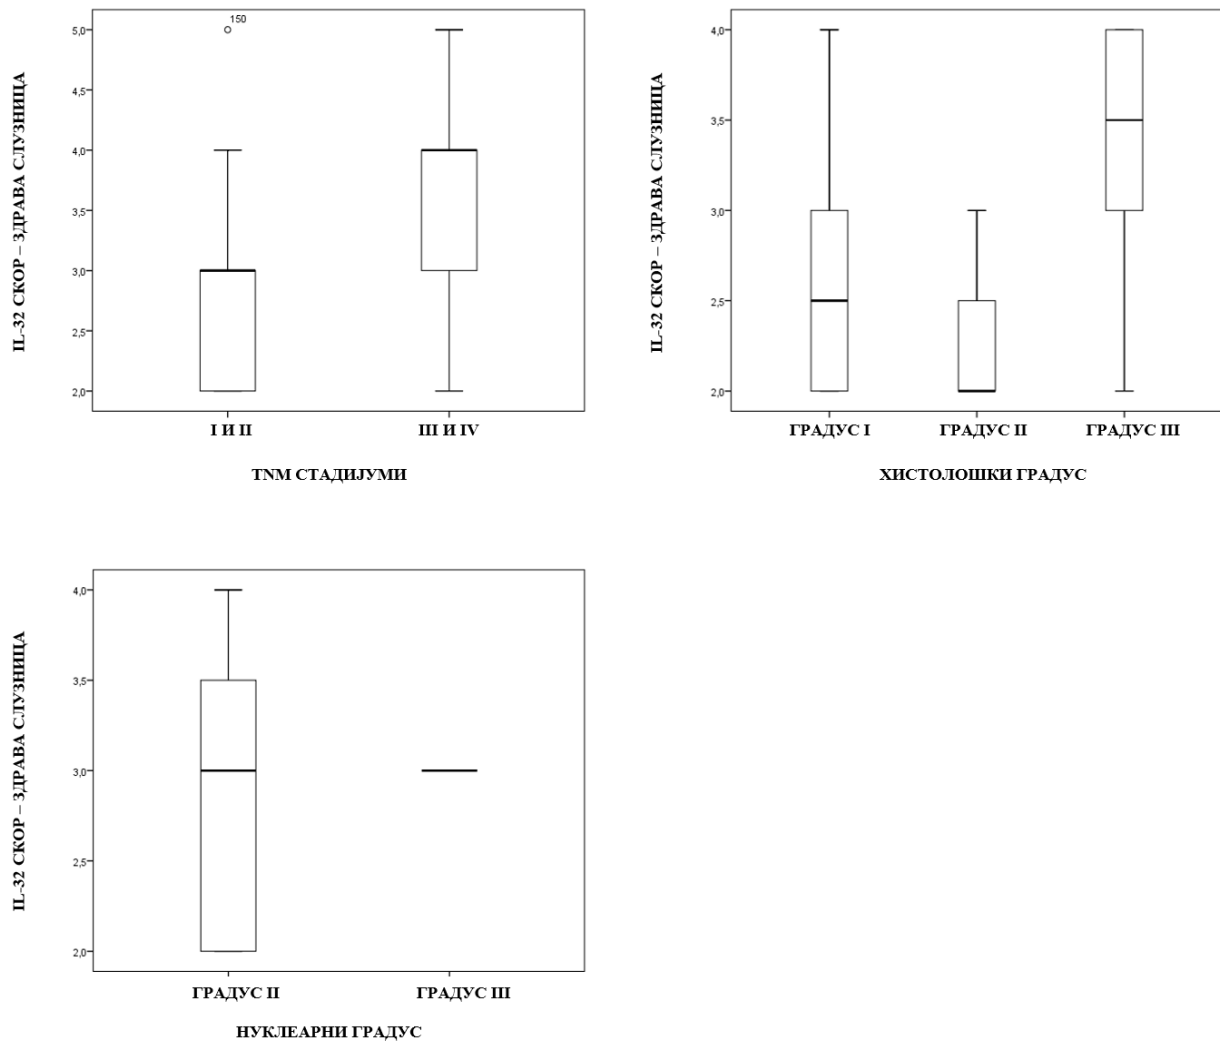 IL-32 СКОР – ЗДРАВА СЛУЗНИЦА
5,0
4,5
4,0
3,5
3,0
2,5
2,0
150
I И II
III И IV
TNM СТАДИЈУМИ
IL-32 СКОР – ЗДРАВА СЛУЗНИЦА
4,0
3,5
3,0
2,5
2,0
ГРАДУС I
ГРАДУС II
ГРАДУС III
ХИСТОЛОШКИ ГРАДУС
IL-32 СКОР – ЗДРАВА СЛУЗНИЦА
4,0
3,5
3,0
2,5
2,0
ГРАДУС II
ГРАДУС III
НУКЛЕАРНИ ГРАДУС